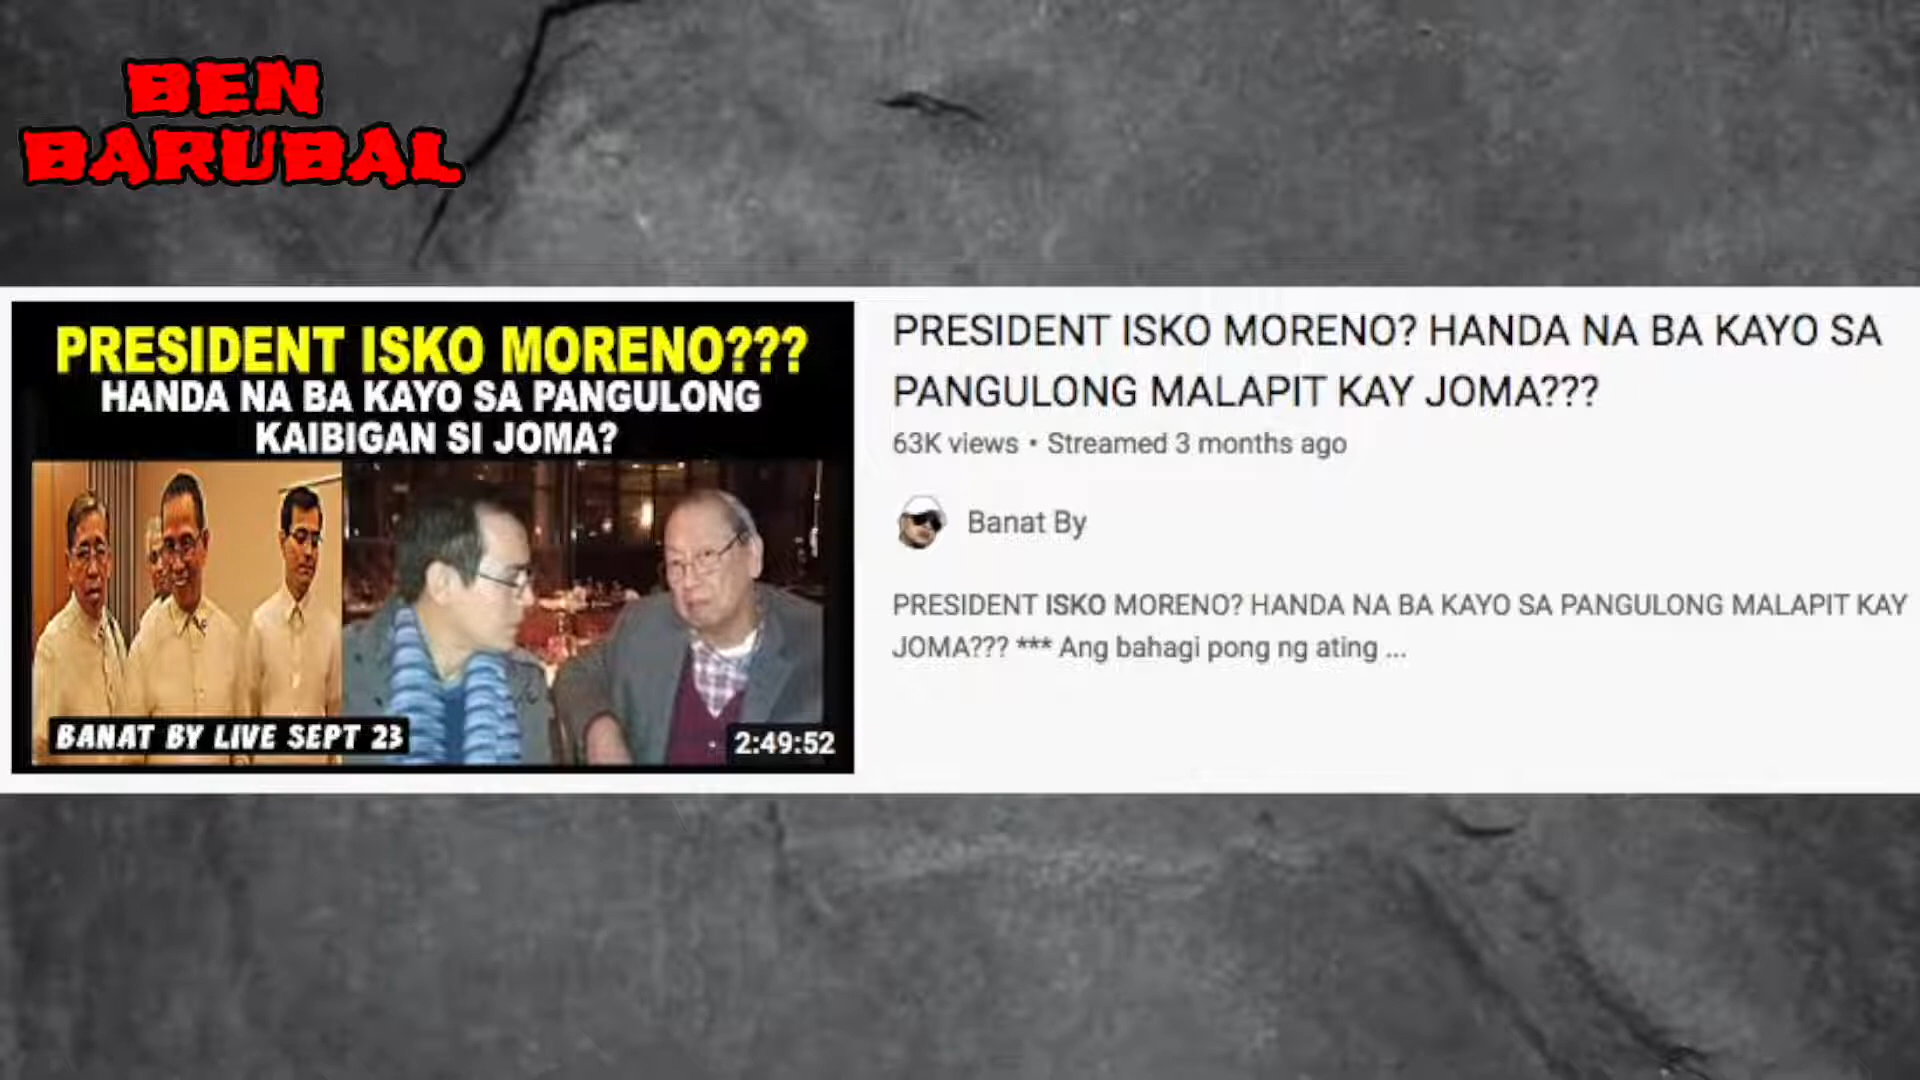 BEN
BARUBAL
PRESIDENT ISKO MORENO???
HANDA NA BA KAYO SA PANGULONG
KAIBIGAN SI JOMA?
BANAT BY LIVE SEPT 23
2:49:52
PRESIDENT ISKO MORENO? HANDA NA BA KAYO SA
PANGULONG MALAPIT KAY JOMA???
63K views • Streamed 3 months ago
Banat By
PRESIDENT ISKO MORENO? HANDA NA BA KAYO SA PANGULONG MALAPIT KAY
JOMA??? *** Ang bahagi pong ng ating ...